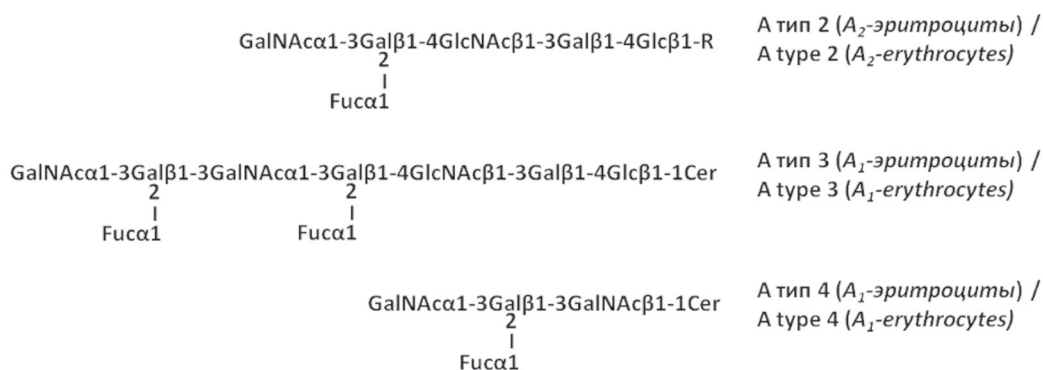 GalNAcα1-3Galβ1-4GlcNAcβ1-3Galβ1-4Glcβ1-R
2
Fucα1
А тип 2 (A₂-эритроциты) /
A type 2 (A₂-erythrocytes)
GalNAcα1-3Galβ1-3GalNAcα1-3Galβ1-4GlcNAcβ1-3Galβ1-4Glcβ1-1Cer
2 2
Fucα1 Fucα1
А тип 3 (A₁-эритроциты) /
A type 3 (A₁-erythrocytes)
GalNAcα1-3Galβ1-3GalNAcβ1-1Cer
2
Fucα1
А тип 4 (A₁-эритроциты) /
A type 4 (A₁-erythrocytes)